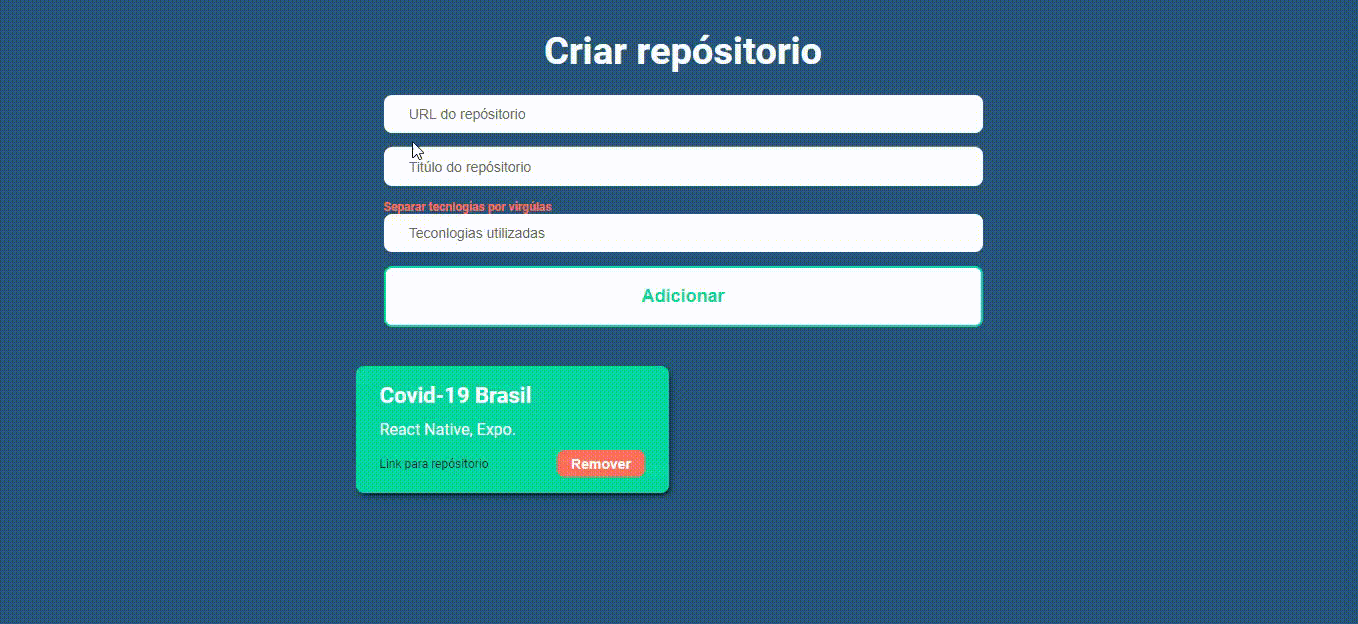 Criar repósitorio
URL do repósitorio
Titúlo do repósitorio
Separar tecnlogias por virgúlas
Teconlogias utilizadas
Adicionar
Covid-19 Brasil
React Native, Expo.
Link para repósitorio
Remover